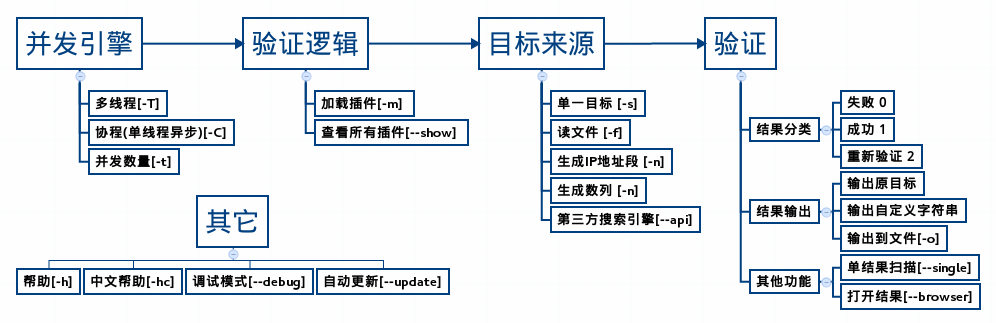 并发引擎
多线程[-T]
协程(单线程异步)[-C]
并发数量[-t]
验证逻辑
加载插件[-m]
查看所有插件[--show]
目标来源
单一目标 [-s]
读文件 [-f]
生成IP地址段 [-n]
生成数列 [-n]
第三方搜索引擎[--api]
验证
结果分类
失败 0
成功 1
重新验证 2
结果输出
输出原目标
输出自定义字符串
输出到文件[-o]
其他功能
单结果扫描[--single]
打开结果[--browser]
其它
帮助[-h]
中文帮助[-hc]
调试模式[--debug]
自动更新[--update]